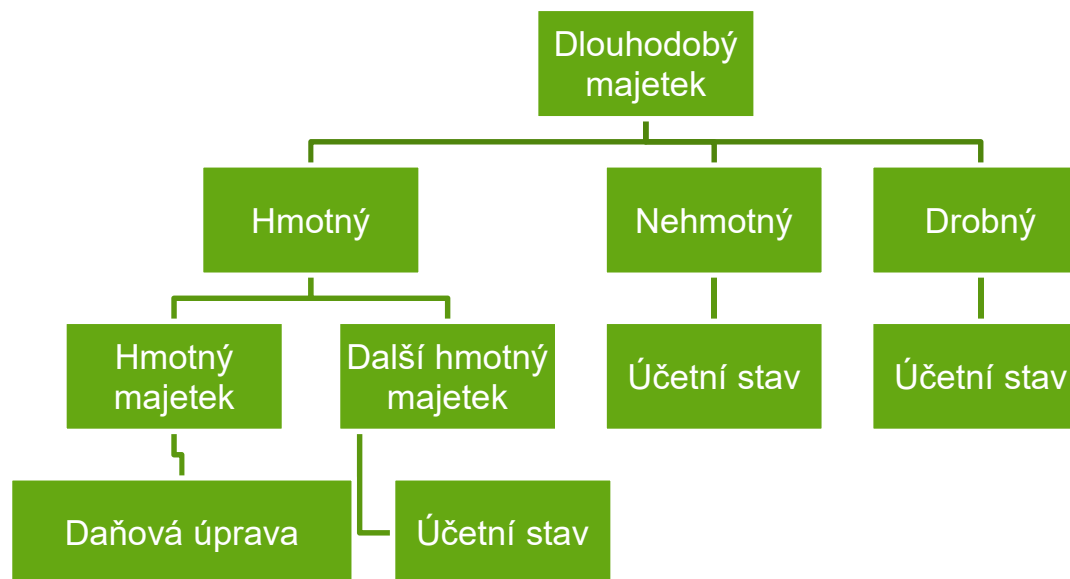 Dlouhodobý
majetek
Hmotný
Nehmotný
Drobný
Hmotný
majetek
Další hmotný
majetek
Účetní stav
Účetní stav
Daňová úprava
Účetní stav